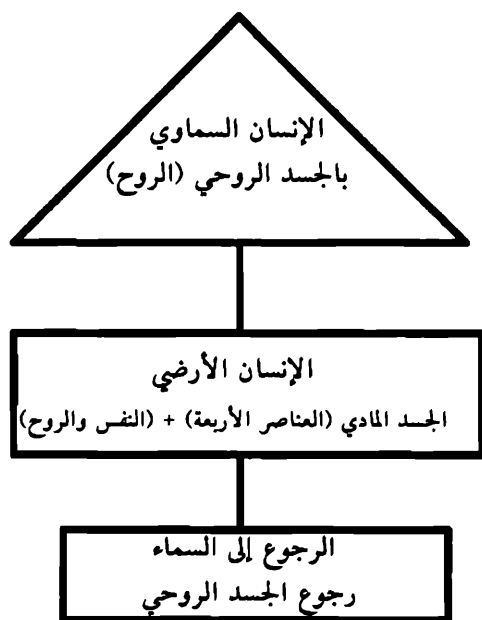 الإنسان السماوي
بالجسد الروحي (الروح)
الإنسان الأرضي
الجسد المادي (العناصر الأربعة) + (النفس والروح)
الرجوع إلى السماء
رجوع الجسد الروحي